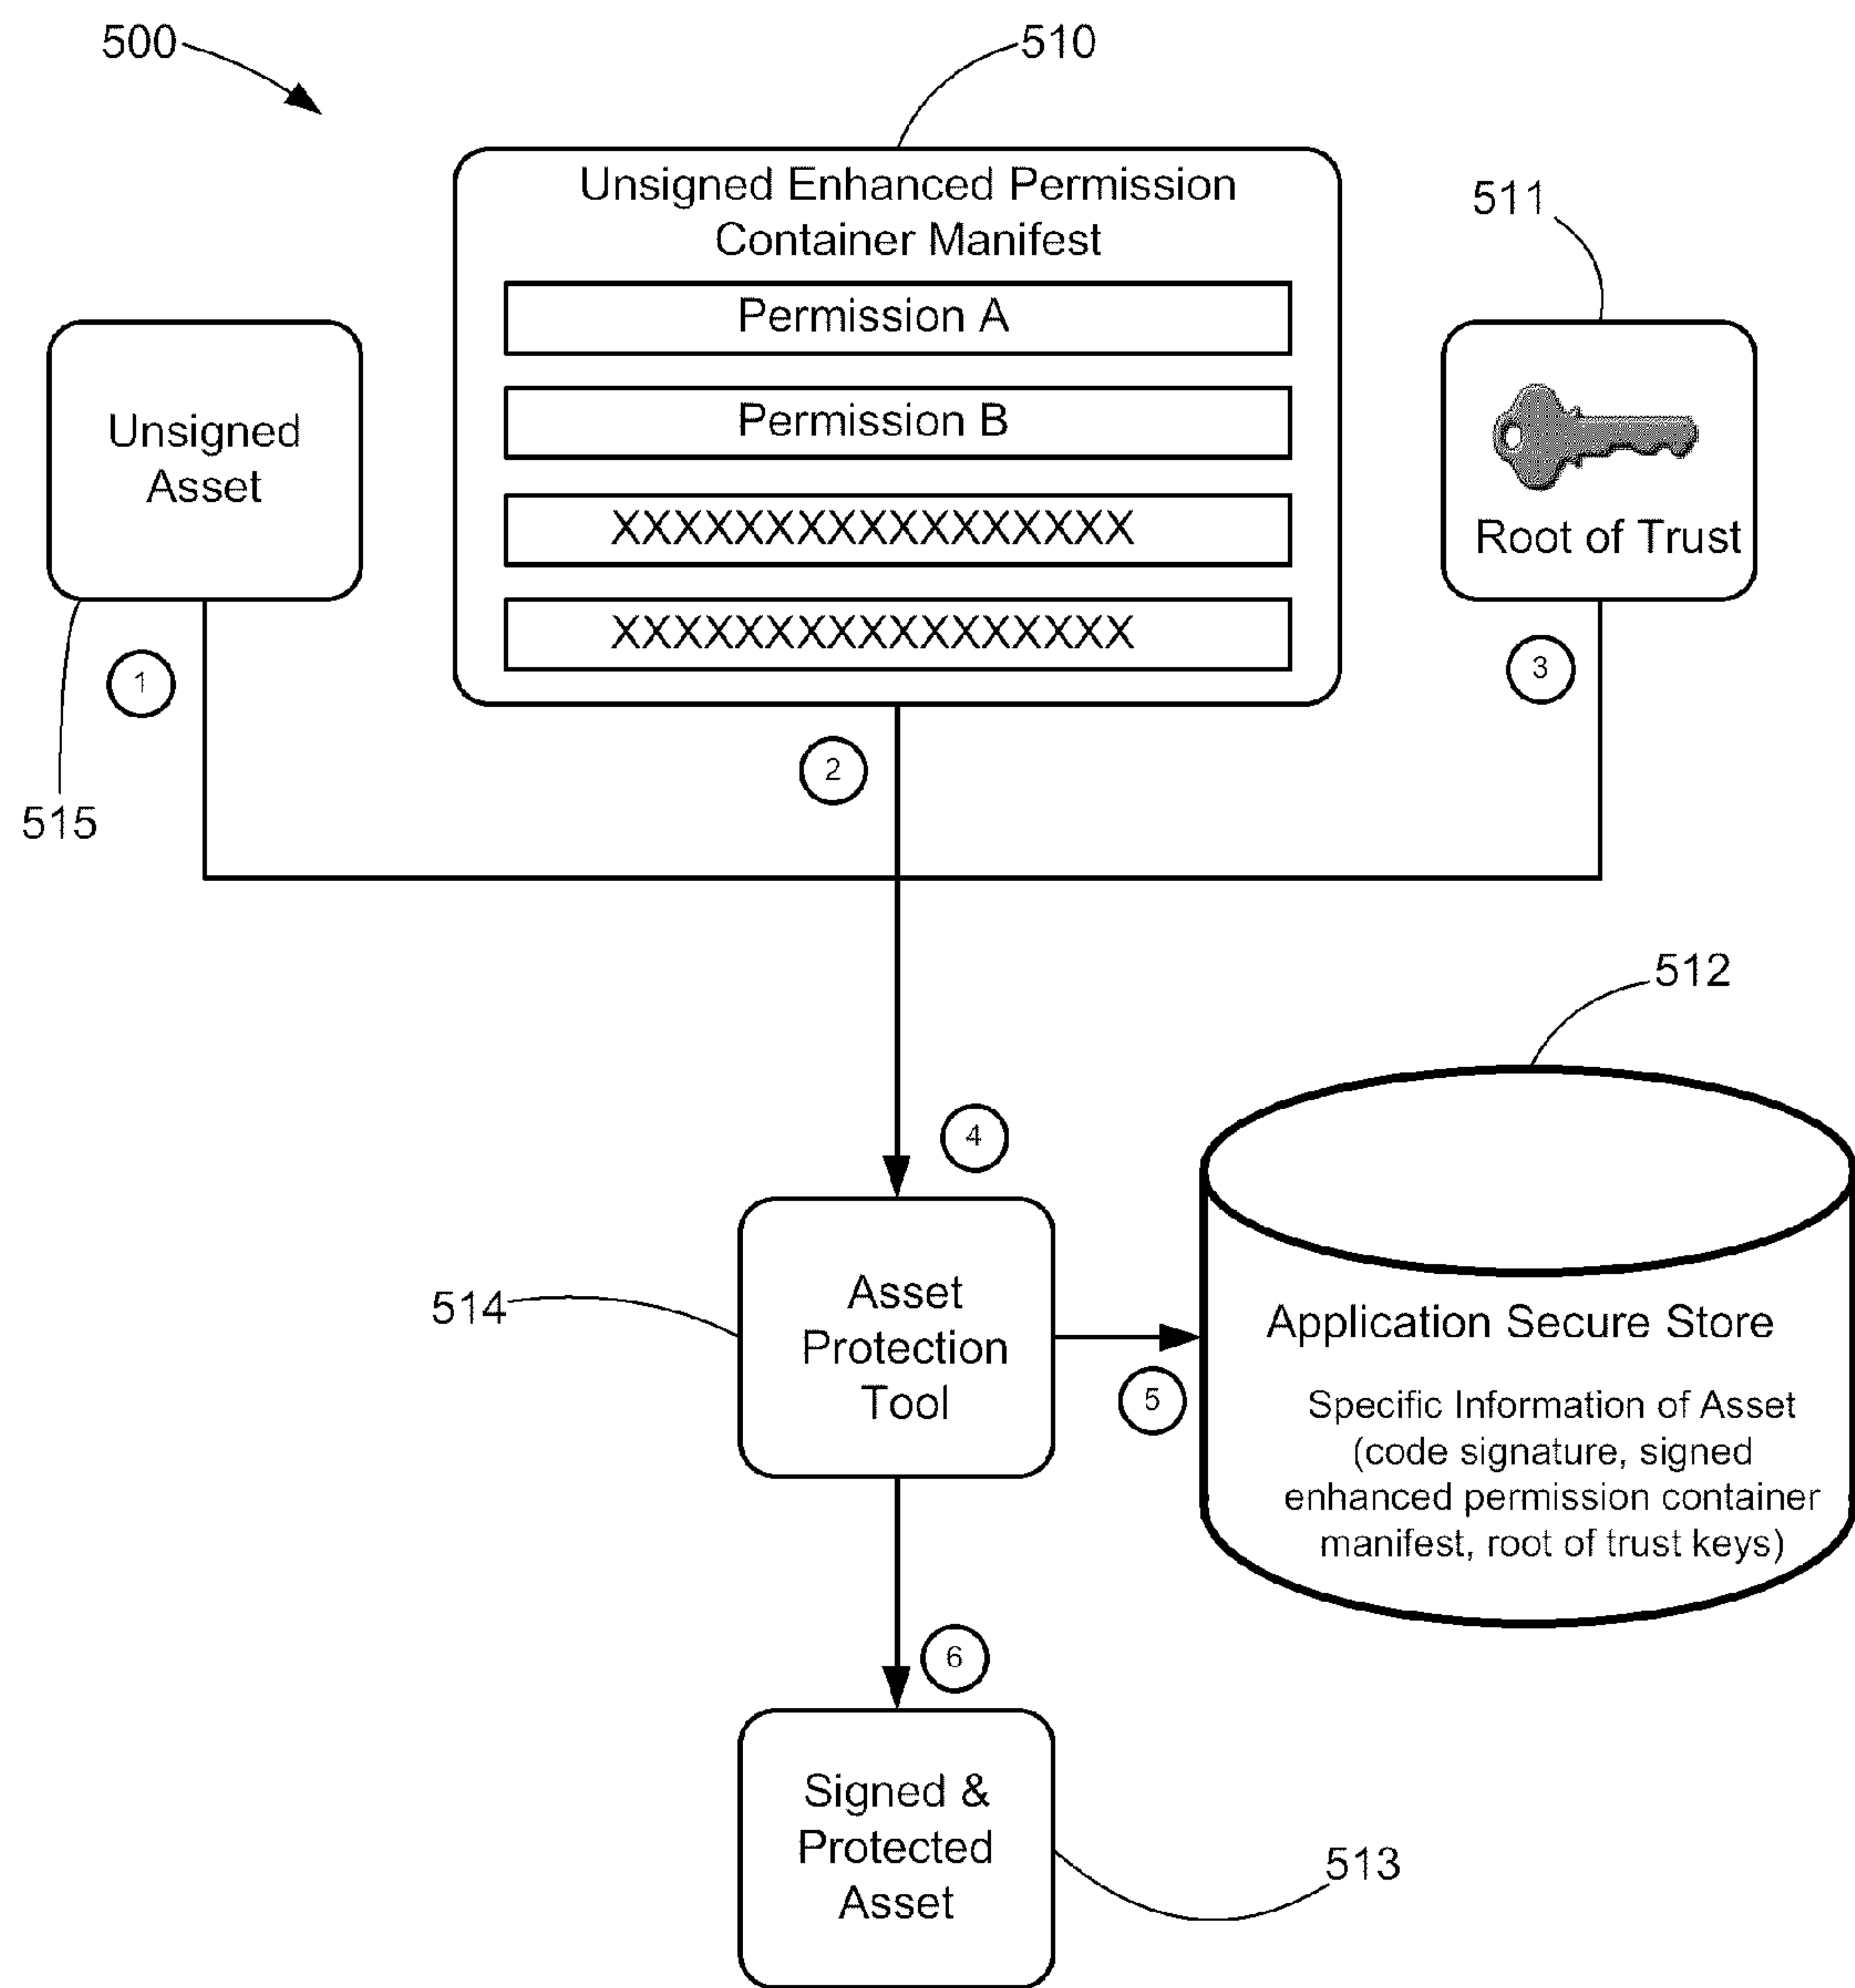 500
510
Unsigned Enhanced Permission
Container Manifest
Permission A
Permission B
XXXXXXXXXXXXXXXXX
XXXXXXXXXXXXXXXXX
511
Root of Trust
Unsigned
Asset
515
1
2
3
4
512
Application Secure Store
Specific Information of Asset
(code signature, signed
enhanced permission container
manifest, root of trust keys)
514
Asset
Protection
Tool
5
6
Signed &
Protected
Asset
513